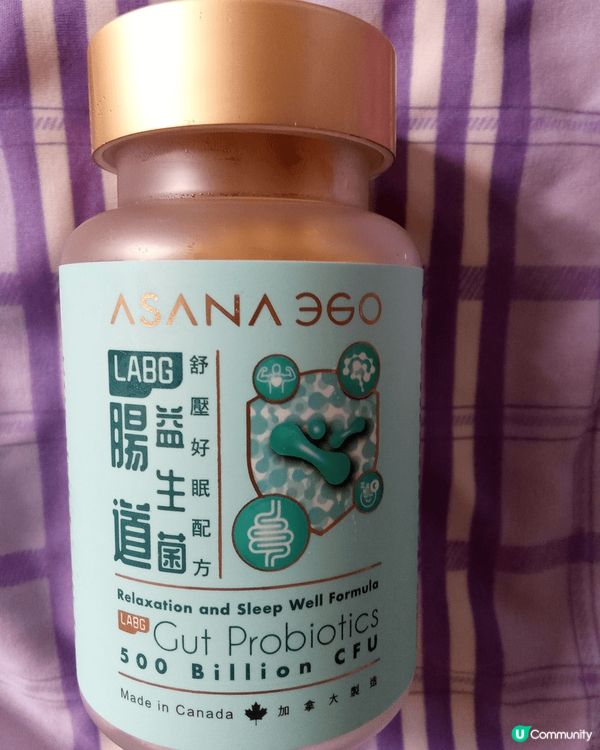 ASANA 360
LABG
腸道
益生菌
舒壓好眠配方
Relaxation and Sleep Well Formula
LABG Gut Probiotics
500 Billion CFU
Made in Canada 加拿大製造
U Community